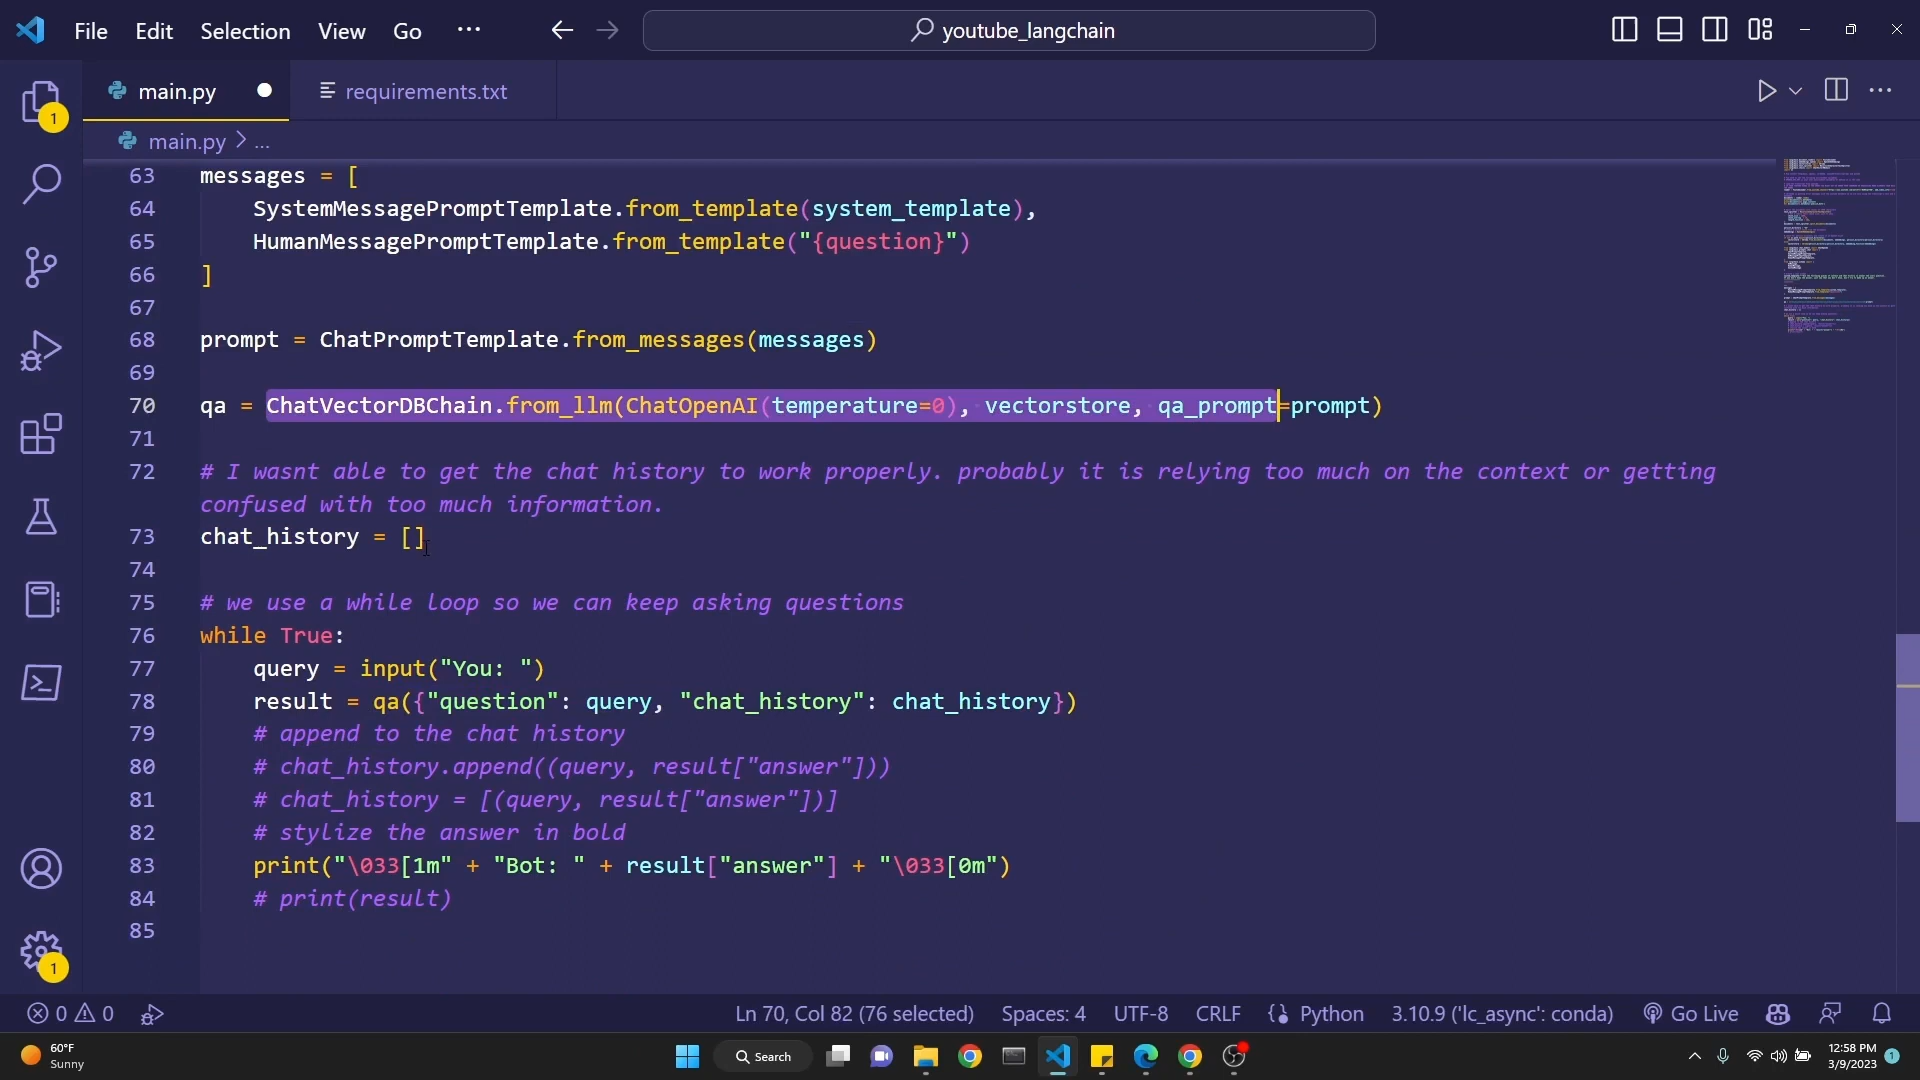 File Edit Selection View Go ··· youtube_langchain
main.py requirements.txt
1
main.py > ...
63 messages = [
64 SystemMessagePromptTemplate.from_template(system_template),
65 HumanMessagePromptTemplate.from_template("{question}")
66 ]
67
68 prompt = ChatPromptTemplate.from_messages(messages)
69
70 qa = ChatVectorDBChain.from_llm(ChatOpenAI(temperature=0), vectorstore, qa_prompt=prompt)
71
72 # I wasnt able to get the chat history to work properly. probably it is relying too much on the context or getting
confused with too much information.
73 chat_history = []
74
75 # we use a while loop so we can keep asking questions
76 while True:
77 query = input("You: ")
78 result = qa({"question": query, "chat_history": chat_history})
79 # append to the chat history
80 # chat_history.append((query, result["answer"]))
81 # chat_history = [(query, result["answer"])]
82 # stylize the answer in bold
83 print("\033[1m" + "Bot: " + result["answer"] + "\033[0m")
84 # print(result)
85
1
0 0 Ln 70, Col 82 (76 selected) Spaces: 4 UTF-8 CRLF Python 3.10.9 ('lc_async': conda) Go Live
60°F
Sunny
Search
12:58 PM
3/9/2023
1